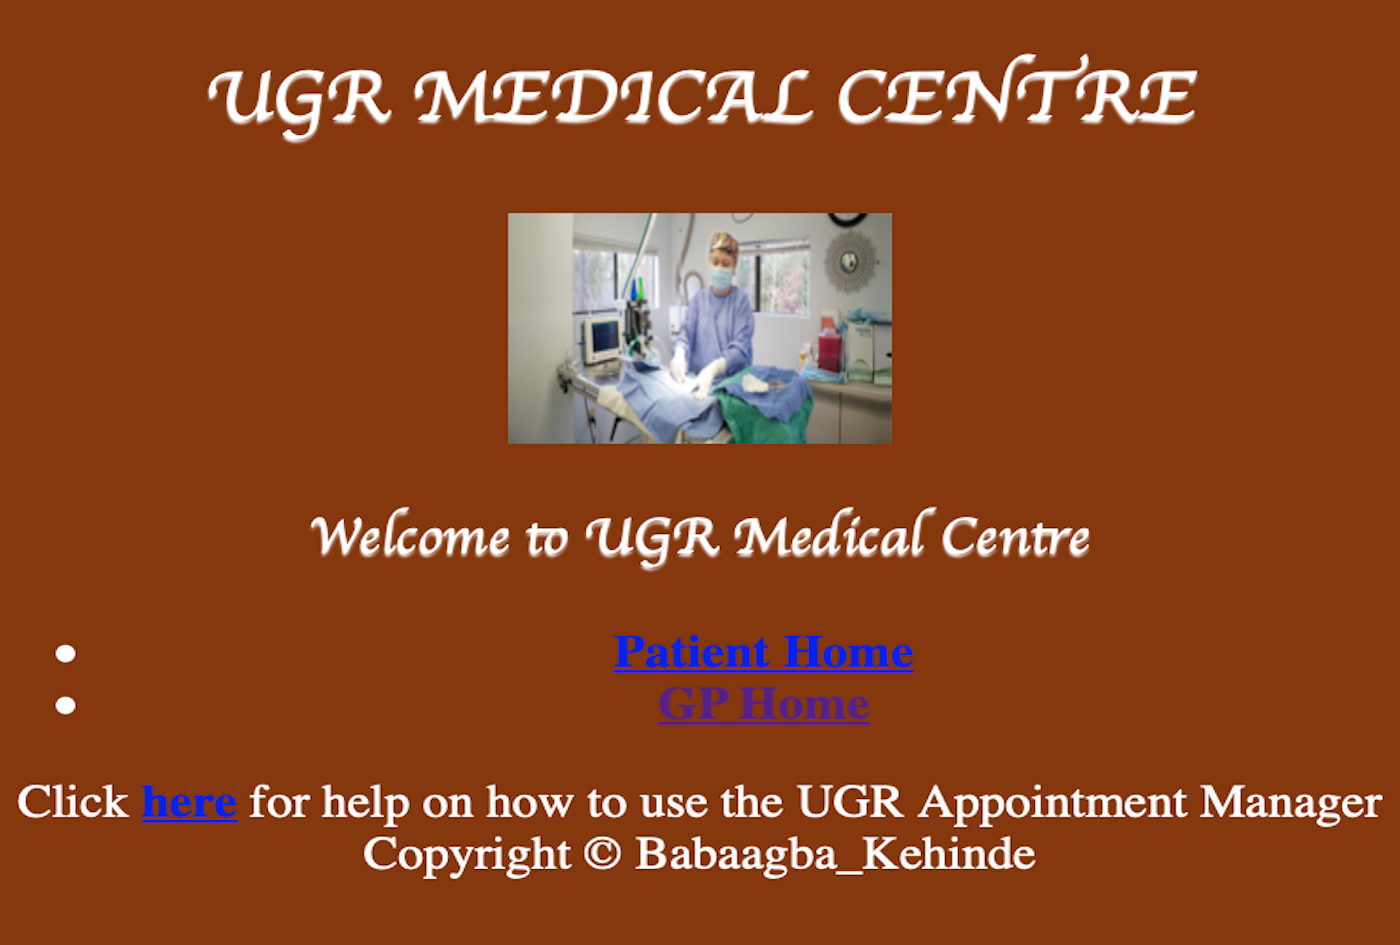 UGR MEDICAL CENTRE
Welcome to UGR Medical Centre
• Patient Home
• GP Home
Click here for help on how to use the UGR Appointment Manager
Copyright © Babaagba_Kehinde